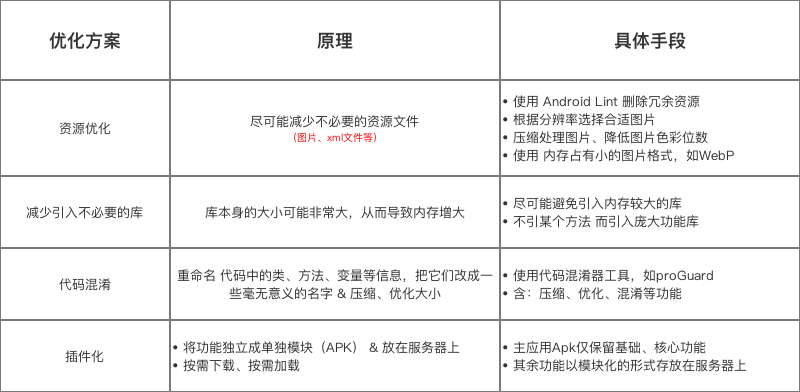 优化方案
原理
具体手段
资源优化
尽可能减少不必要的资源文件
(图片、xml文件等)
• 使用 Android Lint 删除冗余资源
• 根据分辨率选择合适图片
• 压缩处理图片、降低图片色彩位数
• 使用 内存占有小的图片格式，如WebP
减少引入不必要的库
库本身的大小可能非常大，从而导致内存增大
• 尽可能避免引入内存较大的库
• 不引某个方法 而引入庞大功能库
代码混淆
重命名 代码中的类、方法、变量等信息，把它们改成一
些毫无意义的名字 & 压缩、优化大小
• 使用代码混淆器工具，如proGuard
• 含：压缩、优化、混淆等功能
插件化
• 将功能独立成单独模块（APK） & 放在服务器上
• 按需下载、按需加载
• 主应用Apk仅保留基础、核心功能
• 其余功能以模块化的形式存放在服务器上